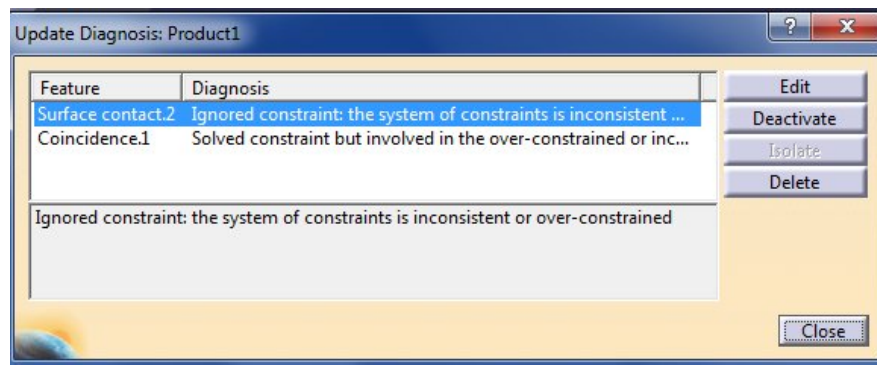 Update Diagnosis: Product1
Feature Diagnosis
Surface contact.2 Ignored constraint: the system of constraints is inconsistent ...
Coincidence.1 Solved constraint but involved in the over-constrained or inc...
Edit
Deactivate
Isolate
Delete
Ignored constraint: the system of constraints is inconsistent or over-constrained
Close